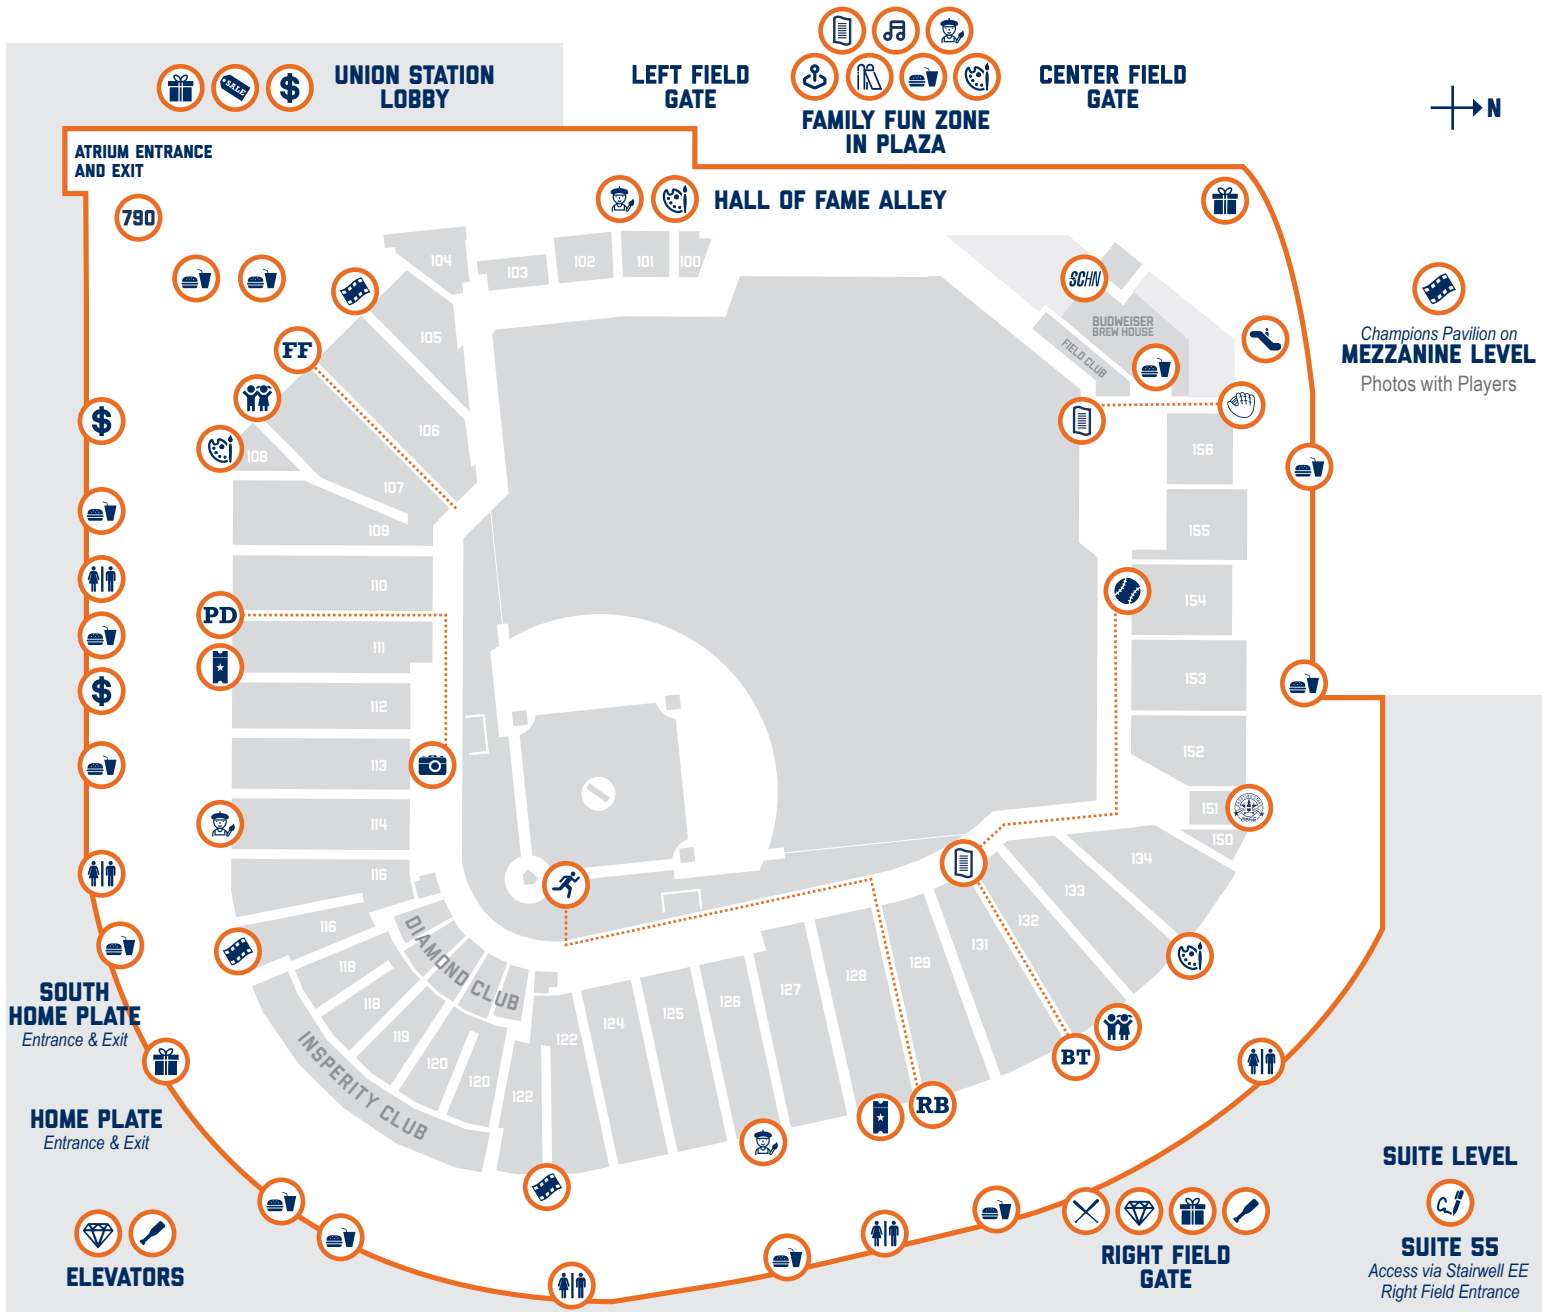 UNION STATION
LOBBY
LEFT FIELD
GATE
FAMILY FUN ZONE
IN PLAZA
CENTER FIELD
GATE
N
SALE
$
ATRIUM ENTRANCE
AND EXIT
790
HALL OF FAME ALLEY
104
103
102
101
100
SCHN
BUDWEISER
BREW HOUSE
FIELD CLUB
Champions Pavilion on
MEZZANINE LEVEL
Photos with Players
FF
105
106
107
108
109
110
PD
111
112
113
114
116
116
$
$
156
155
154
153
152
151
150
134
133
132
131
129
128
127
126
125
124
122
122
120
120
119
118
118
DIAMOND CLUB
INSPERITY CLUB
BT
RB
SOUTH
HOME PLATE
Entrance & Exit
HOME PLATE
Entrance & Exit
ELEVATORS
RIGHT FIELD
GATE
SUITE LEVEL
SUITE 55
Access via Stairwell EE
Right Field Entrance